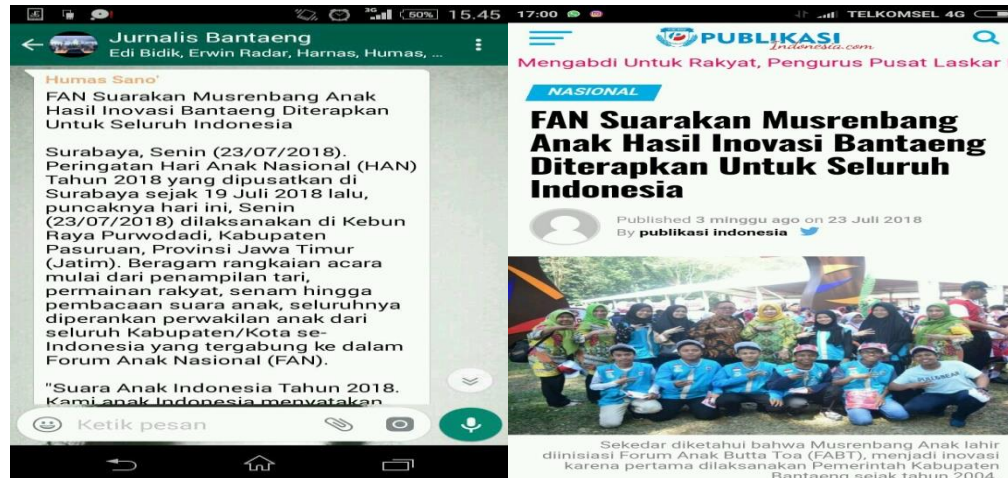 50% 15.45
Jurnalis Bantaeng
Edi Bidik, Erwin Radar, Harnas, Humas, ...
Humas Sano'
FAN Suarakan Musrenbang Anak
Hasil Inovasi Bantaeng Diterapkan
Untuk Seluruh Indonesia
Surabaya, Senin (23/07/2018).
Peringatan Hari Anak Nasional (HAN)
Tahun 2018 yang dipusatkan di
Surabaya sejak 19 Juli 2018 lalu,
puncaknya hari ini, Senin
(23/07/2018) dilaksanakan di Kebun
Raya Purwodadi, Kabupaten
Pasuruan, Provinsi Jawa Timur
(Jatim). Beragam rangkaian acara
mulai dari penampilan tari,
permainan rakyat, senam hingga
pembacaan suara anak, seluruhnya
diperankan perwakilan anak dari
seluruh Kabupaten/Kota se-
Indonesia yang tergabung ke dalam
Forum Anak Nasional (FAN).
"Suara Anak Indonesia Tahun 2018.
Kami anak Indonesia menyatakan
Ketik pesan
17:00 TELKOMSEL 4G
PUBLIKASI
Indonesia.com
Mengabdi Untuk Rakyat, Pengurus Pusat Laskar
NASIONAL
FAN Suarakan Musrenbang
Anak Hasil Inovasi Bantaeng
Diterapkan Untuk Seluruh
Indonesia
Published 3 minggu ago on 23 Juli 2018
By publikasi indonesia
Sekedar diketahui bahwa Musrenbang Anak lahir
diinisiasi Forum Anak Butta Toa (FABT), menjadi inovasi
karena pertama dilaksanakan Pemerintah Kabupaten
Bantaeng sejak tahun 2004.